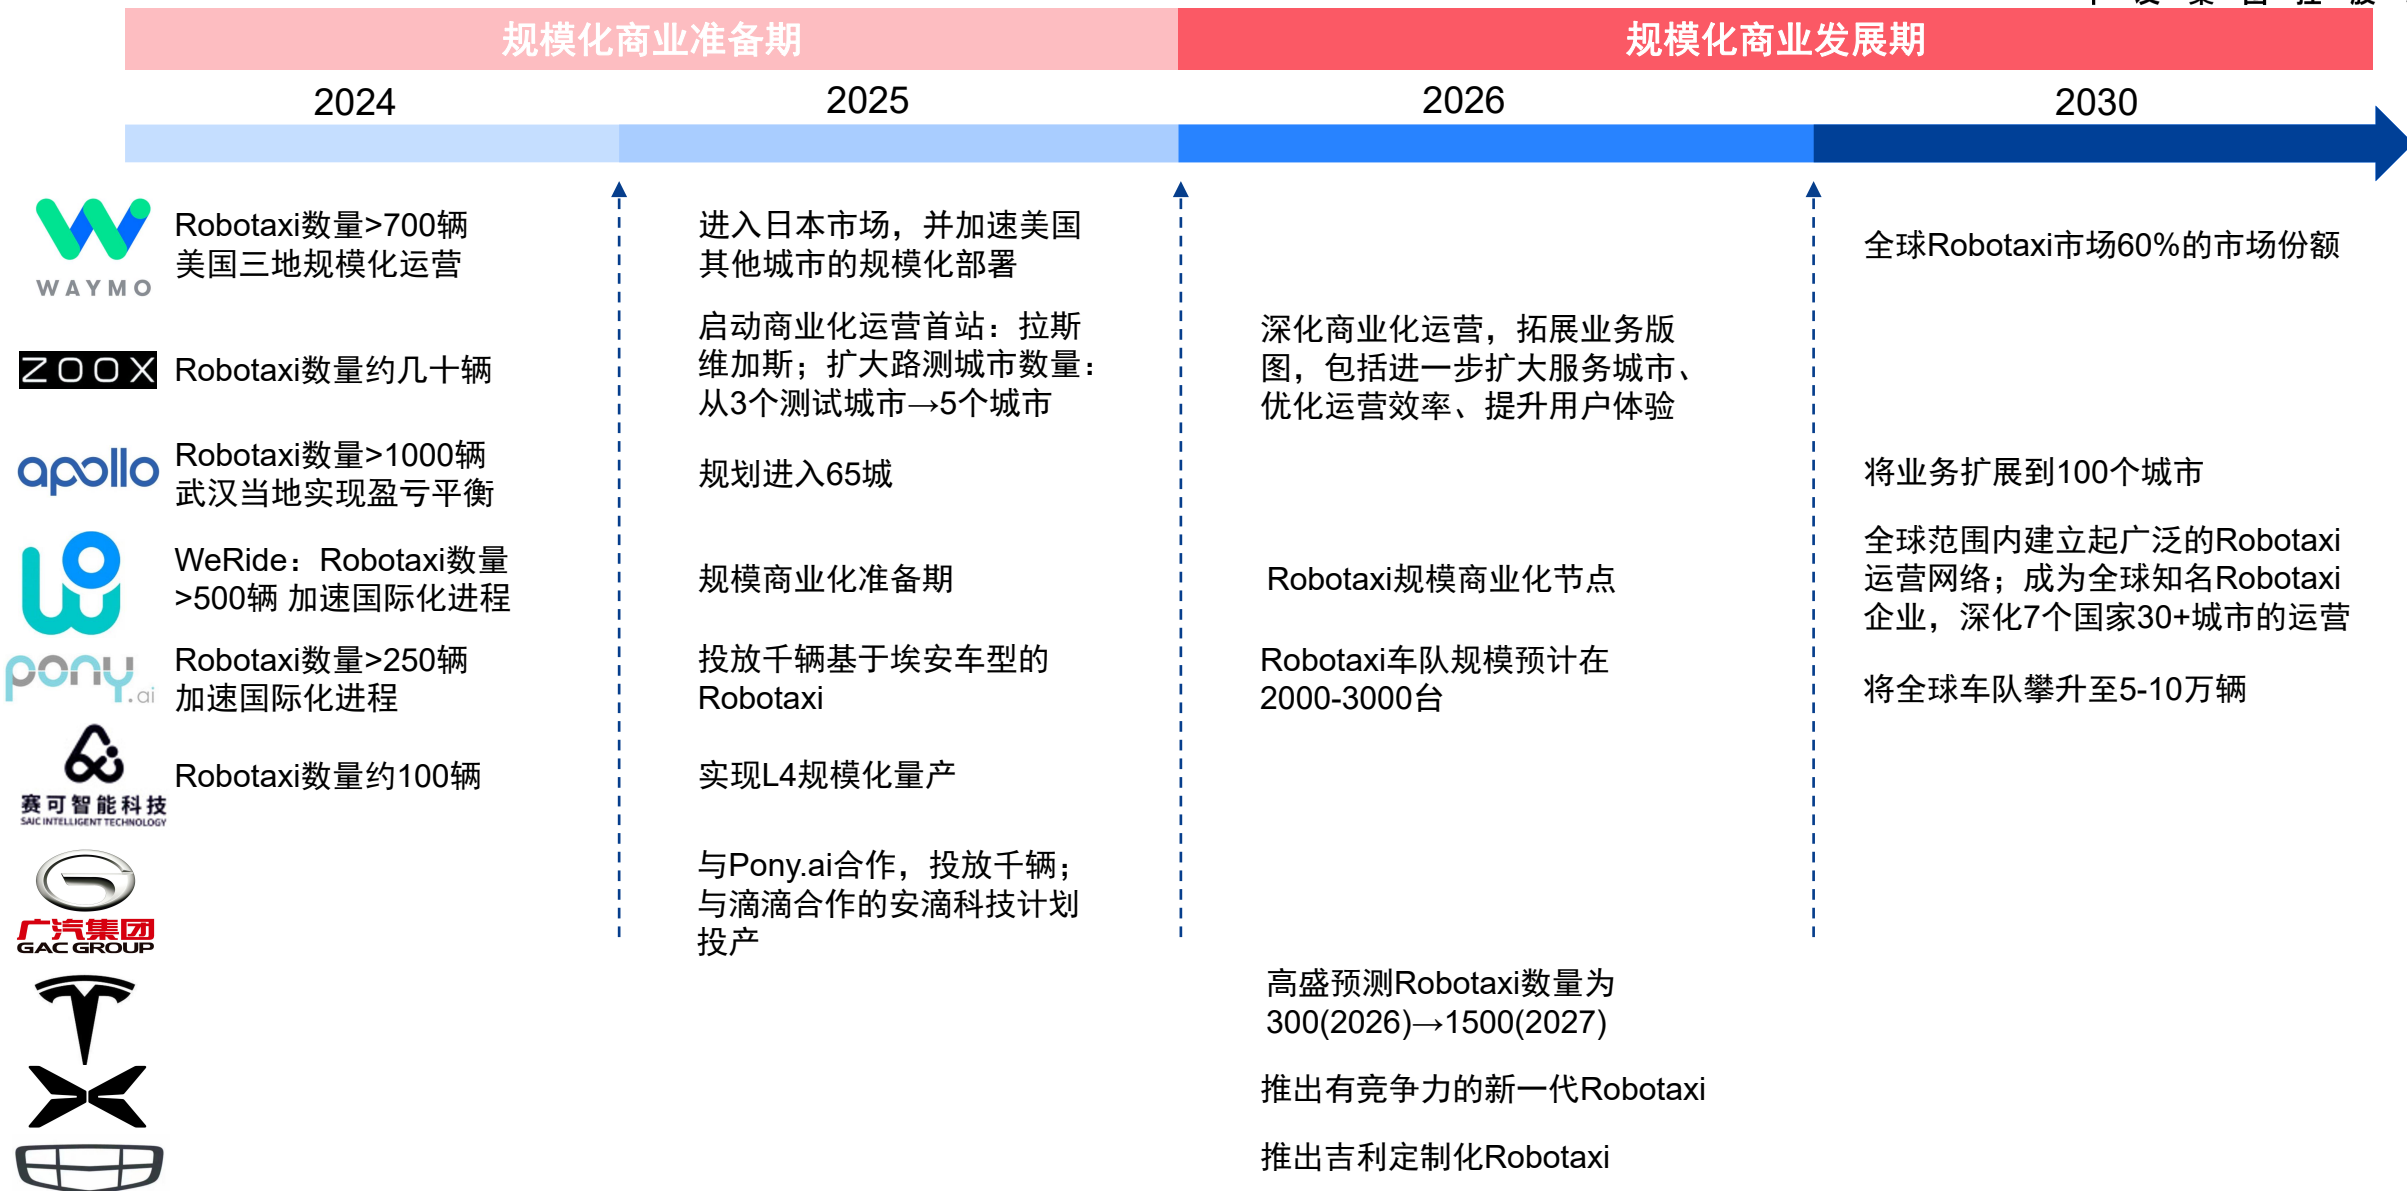 规模化商业准备期
规模化商业发展期
2024
2025
2026
2030
WAYMO
Robotaxi数量>700辆
美国三地规模化运营
进入日本市场，并加速美国
其他城市的规模化部署
全球Robotaxi市场60%的市场份额
ZOOX
Robotaxi数量约几十辆
启动商业化运营首站：拉斯
维加斯；扩大路测城市数量：
从3个测试城市→5个城市
深化商业化运营，拓展业务版
图，包括进一步扩大服务城市、
优化运营效率、提升用户体验
apollo
Robotaxi数量>1000辆
武汉当地实现盈亏平衡
规划进入65城
将业务扩展到100个城市
WeRide：Robotaxi数量
>500辆 加速国际化进程
规模商业化准备期
Robotaxi规模商业化节点
全球范围内建立起广泛的Robotaxi
运营网络；成为全球知名Robotaxi
企业，深化7个国家30+城市的运营
pony.ai
Robotaxi数量>250辆
加速国际化进程
投放千辆基于埃安车型的
Robotaxi
Robotaxi车队规模预计在
2000-3000台
将全球车队攀升至5-10万辆
赛可智能科技
SAIC INTELLIGENT TECHNOLOGY
Robotaxi数量约100辆
实现L4规模化量产
广汽集团
GAC GROUP
与Pony.ai合作，投放千辆；
与滴滴合作的安滴科技计划
投产
高盛预测Robotaxi数量为
300(2026)→1500(2027)
推出有竞争力的新一代Robotaxi
推出吉利定制化Robotaxi